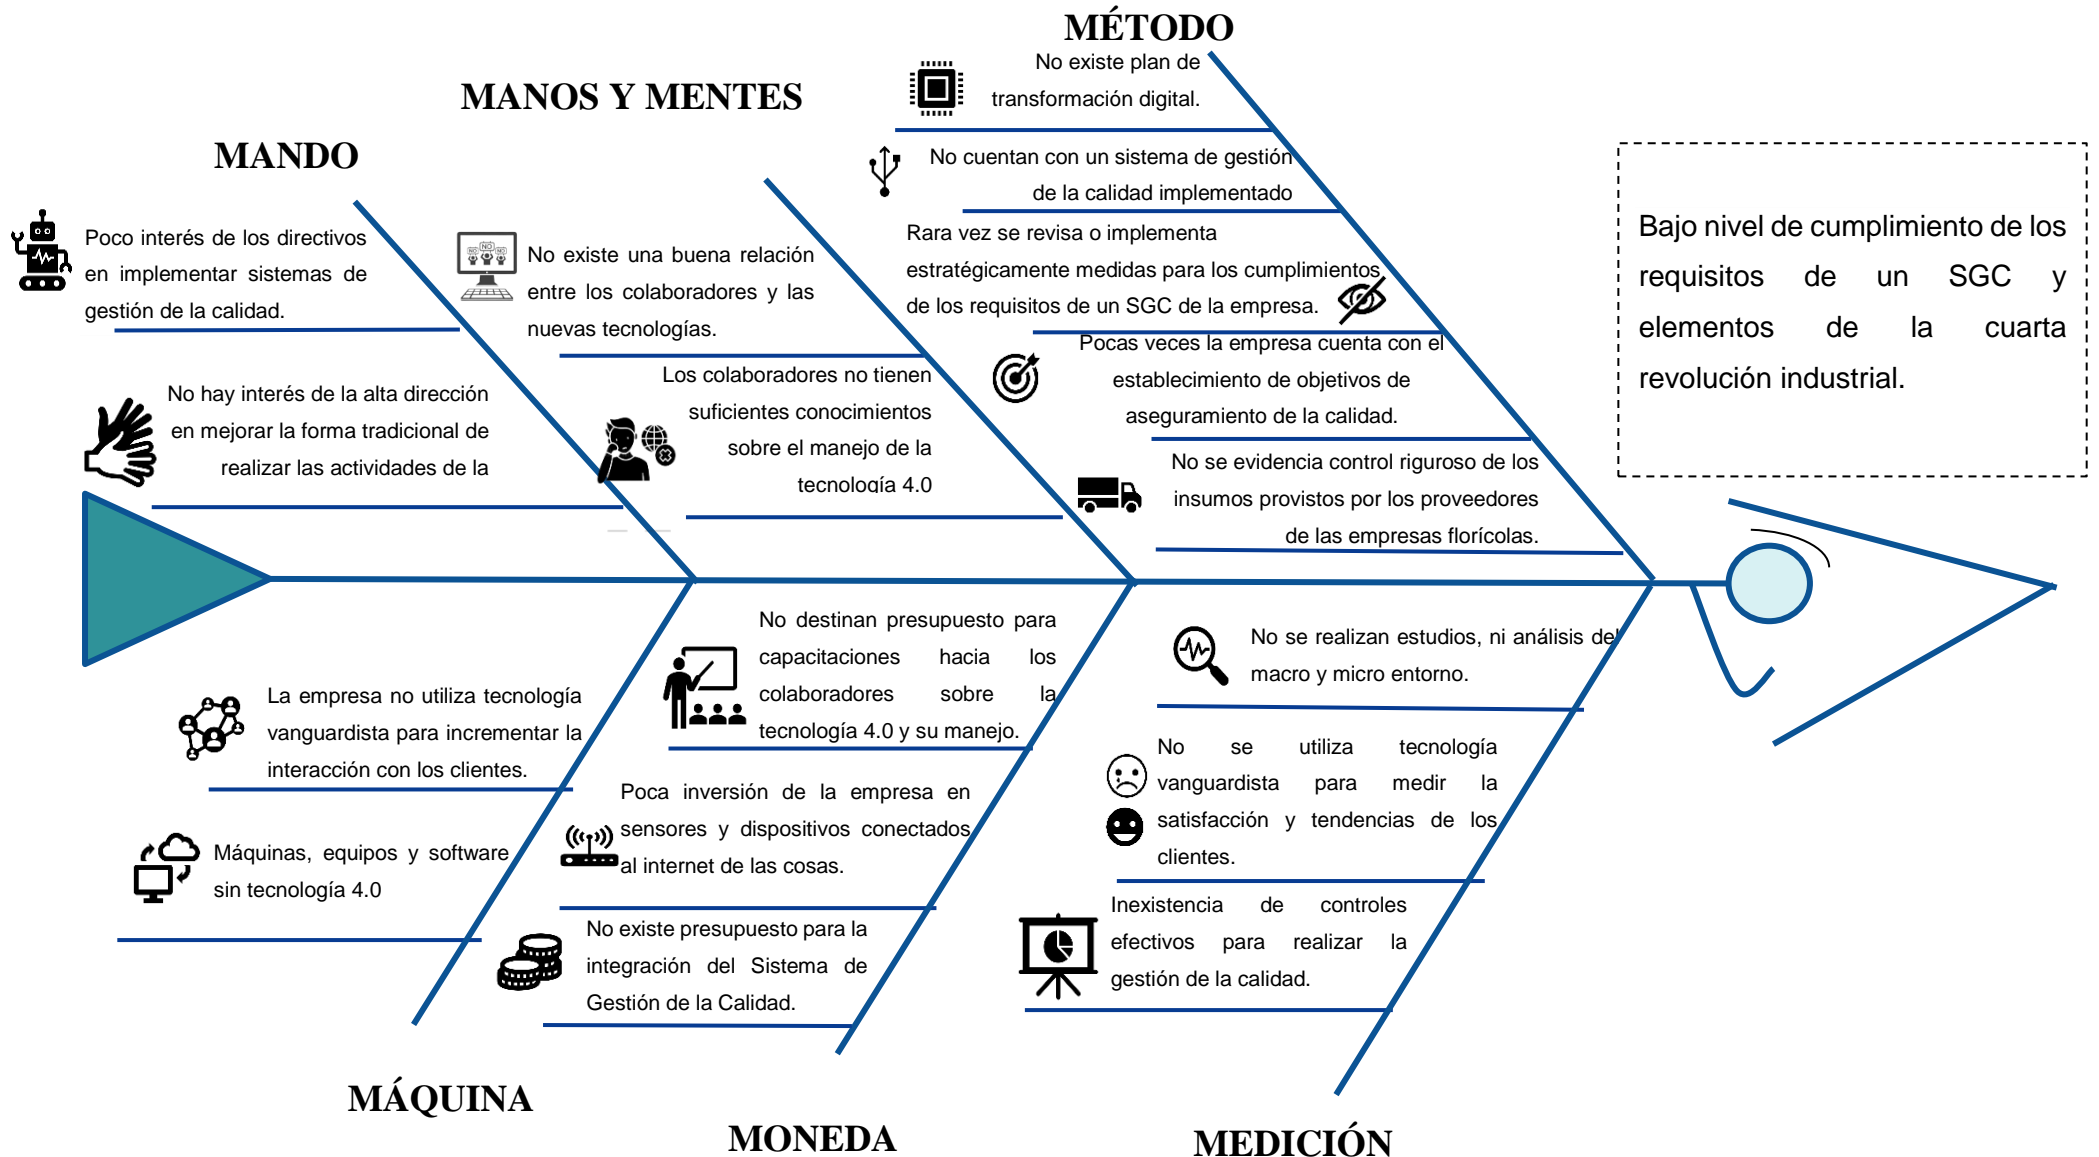 MÉTODO
No existe plan de
transformación digital.
No cuentan con un sistema de gestión
de la calidad implementado
Rara vez se revisa o implementa
estratégicamente medidas para los cumplimientos
de los requisitos de un SGC de la empresa.
Pocas veces la empresa cuenta con el
establecimiento de objetivos de
aseguramiento de la calidad.
No se evidencia control riguroso de los
insumos provistos por los proveedores
de las empresas florícolas.
MANOS Y MENTES
NO
NO
NO
No existe una buena relación
entre los colaboradores y las
nuevas tecnologías.
Los colaboradores no tienen
suficientes conocimientos
sobre el manejo de la
tecnología 4.0
MANDO
Poco interés de los directivos
en implementar sistemas de
gestión de la calidad.
No hay interés de la alta dirección
en mejorar la forma tradicional de
realizar las actividades de la
Bajo nivel de cumplimiento de los
requisitos de un SGC y
elementos de la cuarta
revolución industrial.
La empresa no utiliza tecnología
vanguardista para incrementar la
interacción con los clientes.
Máquinas, equipos y software
sin tecnología 4.0
MÁQUINA
No destinan presupuesto para
capacitaciones hacia los
colaboradores sobre la
tecnología 4.0 y su manejo.
Poca inversión de la empresa en
sensores y dispositivos conectados
al internet de las cosas.
No existe presupuesto para la
integración del Sistema de
Gestión de la Calidad.
MONEDA
No se realizan estudios, ni análisis del
macro y micro entorno.
No se utiliza tecnología
vanguardista para medir la
satisfacción y tendencias de los
clientes.
Inexistencia de controles
efectivos para realizar la
gestión de la calidad.
MEDICIÓN